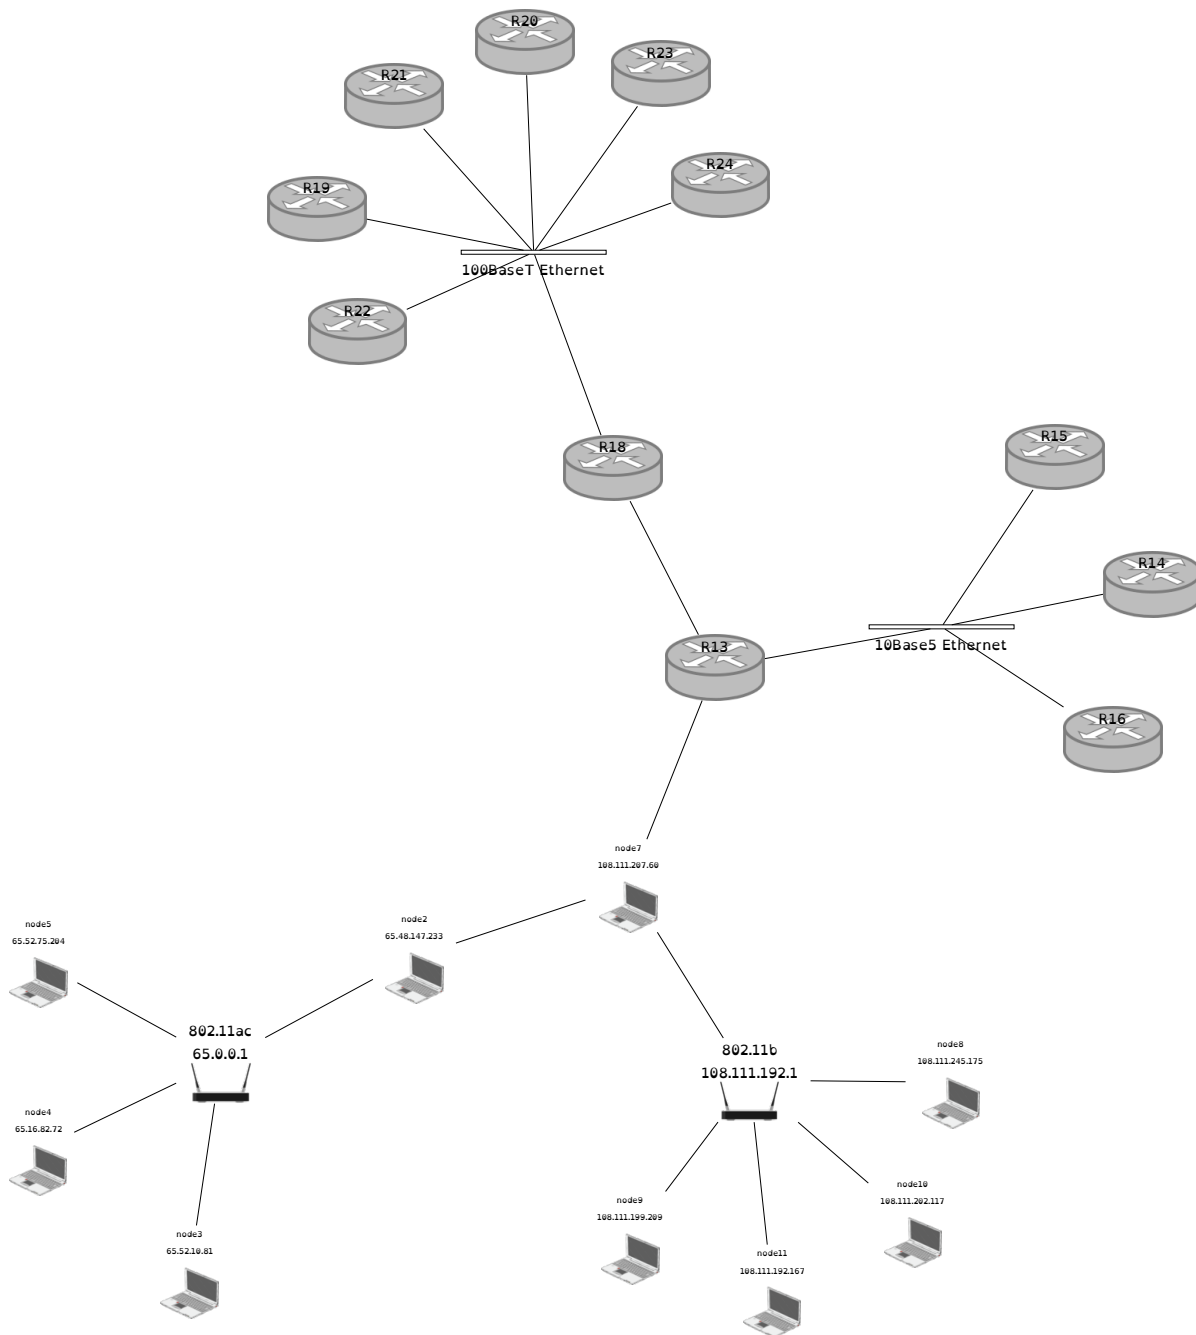 R20
R23
R21
R24
R19
100BaseT Ethernet
R22
R18
R15
R14
10Base5 Ethernet
R13
R16
node7
108.111.207.60
node2
65.48.147.233
node5
65.52.75.204
802.11ac
65.0.0.1
802.11b
108.111.192.1
node8
108.111.245.175
node4
65.16.82.72
node10
108.111.202.117
node9
108.111.199.209
node3
65.52.10.81
node11
108.111.192.167